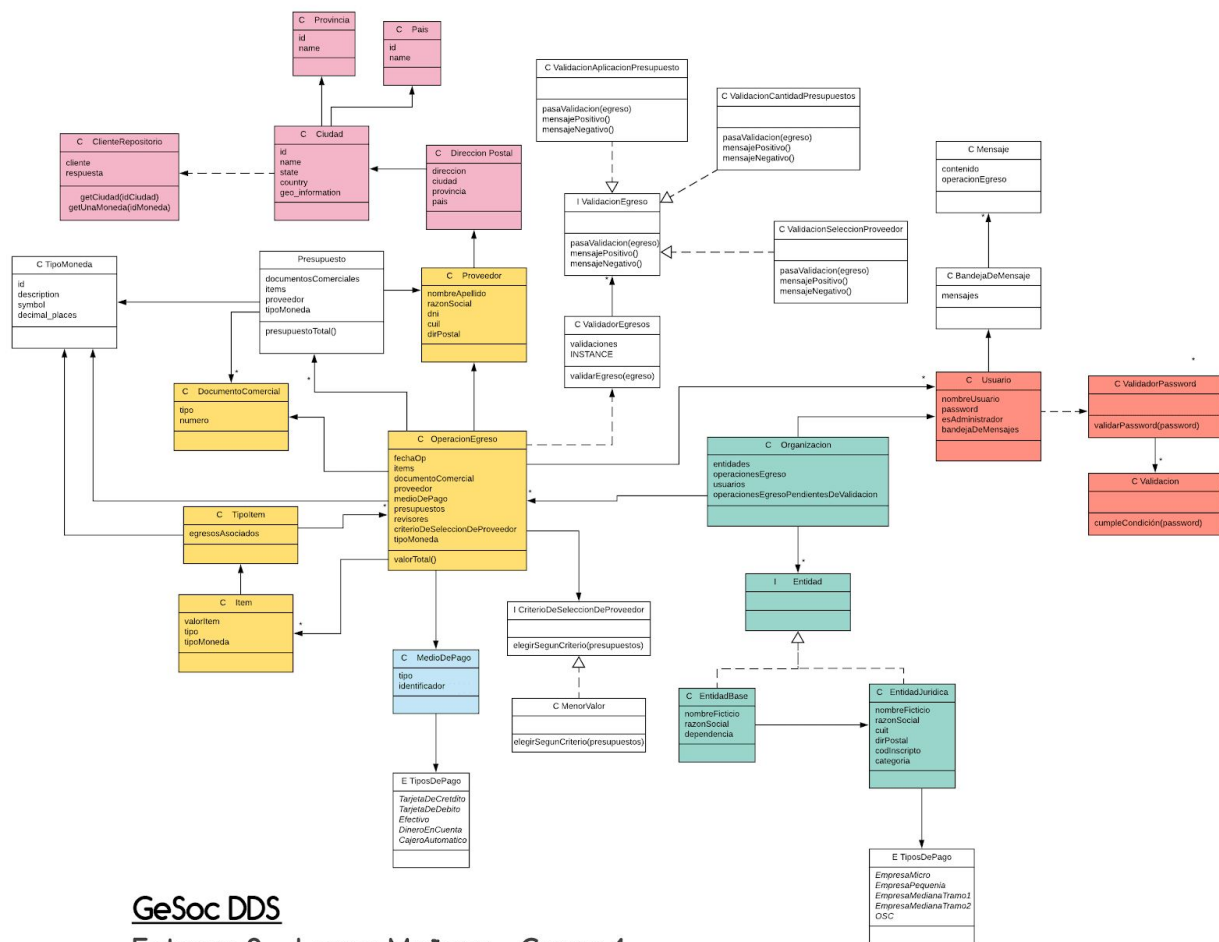 C Provincia
id
name
C Pais
id
name
C ClienteRepositorio
cliente
respuesta
getCiudad(idCiudad)
getUnaMoneda(idMoneda)
C Ciudad
id
name
state
country
geo_information
C Direccion Postal
direccion
ciudad
provincia
pais
C ValidacionAplicacionPresupuesto
pasaValidacion(egreso)
mensajePositivo()
mensajeNegativo()
C ValidacionCantidadPresupuestos
pasaValidacion(egreso)
mensajePositivo()
mensajeNegativo()
I ValidacionEgreso
pasaValidacion(egreso)
mensajePositivo()
mensajeNegativo()
*
C ValidacionSeleccionProveedor
pasaValidacion(egreso)
mensajePositivo()
mensajeNegativo()
C Mensaje
contenido
operacionEgreso
*
C BandejaDeMensaje
mensajes
C TipoMoneda
id
description
symbol
decimal_places
Presupuesto
documentosComerciales
items
proveedor
tipoMoneda
presupuestoTotal()
*
*
C Proveedor
nombreApellido
razonSocial
dni
cuil
dirPostal
C ValidadorEgresos
validaciones
INSTANCE
validarEgreso(egreso)
*
*
C Usuario
nombreUsuario
password
esAdministrador
bandejaDeMensajes
C ValidadorPassword
validarPassword(password)
*
C Validacion
cumpleCondición(password)
C DocumentoComercial
tipo
numero
C OperacionEgreso
fechaOp
items
documentoComercial
proveedor
medioDePago
presupuestos
revisores
criterioDeSeleccionDeProveedor
tipoMoneda
valorTotal()
*
*
*
C Organizacion
entidades
operacionesEgreso
usuarios
operacionesEgresoPendientesDeValidacion
*
C TipoItem
egresosAsociados
C Item
valorItem
tipo
tipoMoneda
I Entidad
I CriterioDeSeleccionDeProveedor
elegirSegunCriterio(presupuestos)
C MedioDePago
tipo
identificador
C MenorValor
elegirSegunCriterio(presupuestos)
C EntidadBase
nombreFicticio
razonSocial
dependencia
C EntidadJuridica
nombreFicticio
razonSocial
cuit
dirPostal
codInscripto
categoria
E TiposDePago
TarjetaDeCretdito
TarjetaDeDebito
Efectivo
DineroEnCuenta
CajeroAutomatico
E TiposDePago
EmpresaMicro
EmpresaPequenia
EmpresaMedianaTramo1
EmpresaMedianaTramo2
OSC
GeSoc DDS